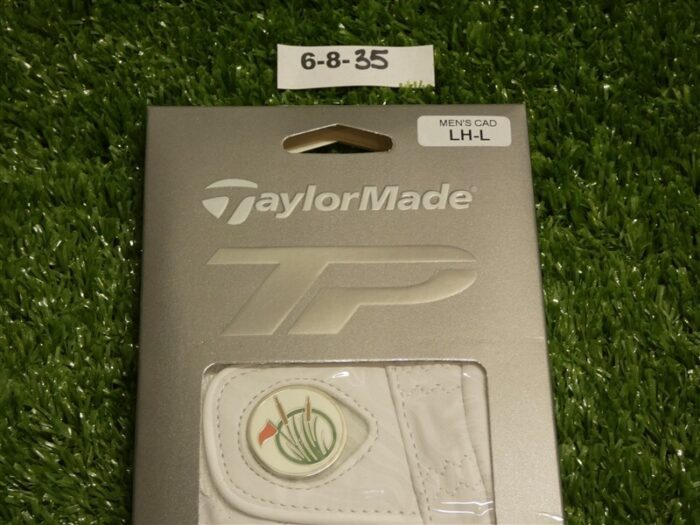 6-8-35
MEN'S CAD
LH-L
TaylorMade®
TP